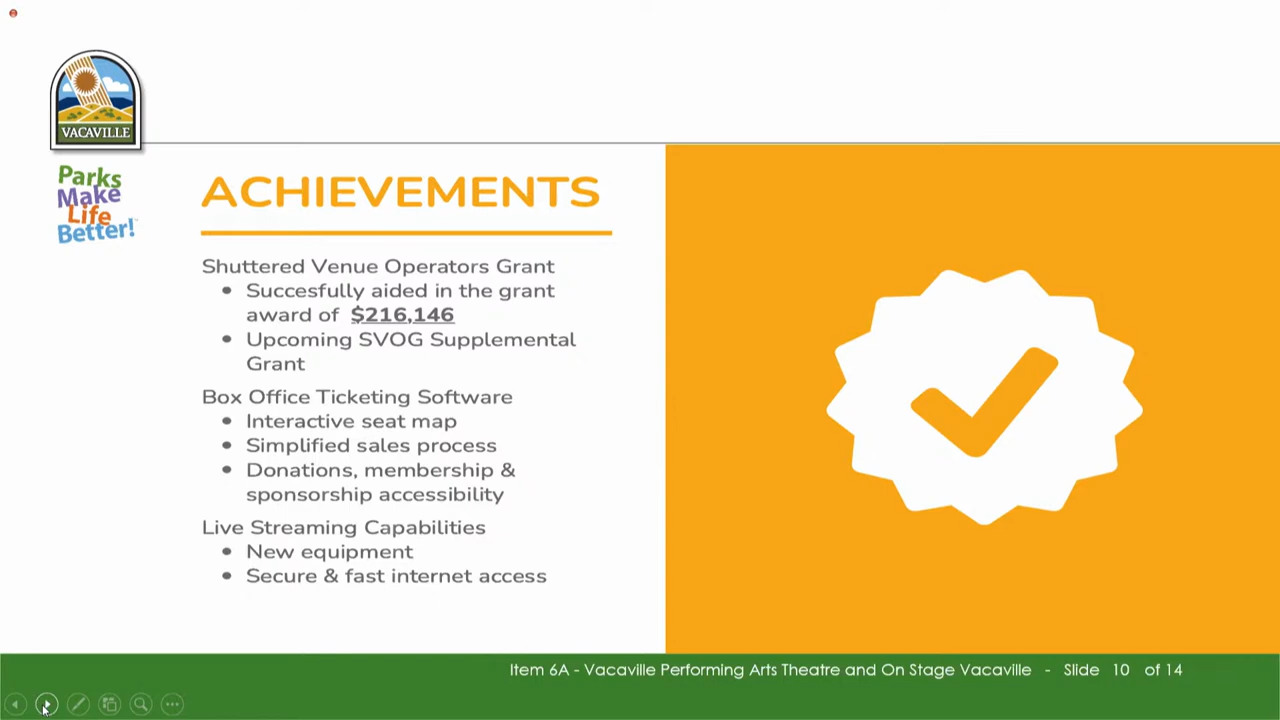 VACAVILLE
Parks
Make
Life
Better!
ACHIEVEMENTS
Shuttered Venue Operators Grant
• Succesfully aided in the grant
award of $216,146
• Upcoming SVOG Supplemental
Grant
Box Office Ticketing Software
• Interactive seat map
• Simplified sales process
• Donations, membership &
sponsorship accessibility
Live Streaming Capabilities
• New equipment
• Secure & fast internet access
Item 6A - Vacaville Performing Arts Theatre and On Stage Vacaville - Slide 10 of 14